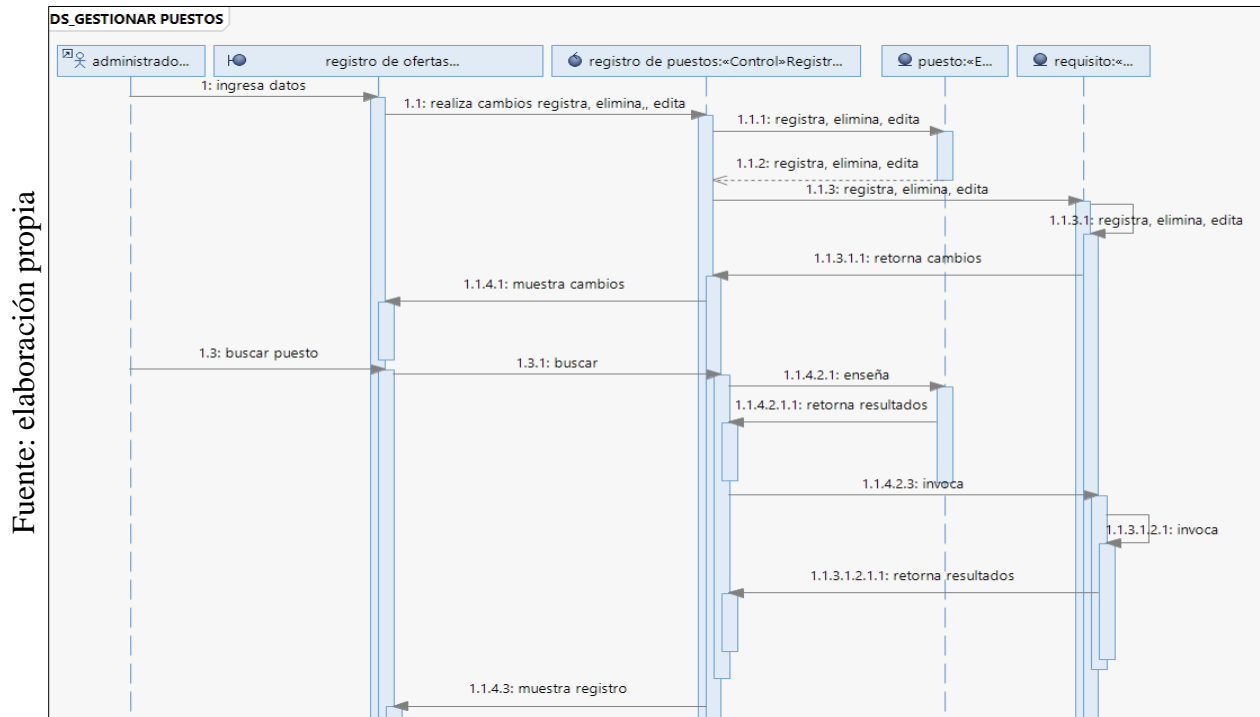 DS_GESTIONAR PUESTOS
administrado...
registro de ofertas...
registro de puestos:«Control»Registr...
puesto:«E...
requisito:«...
1: ingresa datos
1.1: realiza cambios registra, elimina,, edita
1.1.1: registra, elimina, edita
1.1.2: registra, elimina, edita
1.1.3: registra, elimina, edita
1.1.3.1: registra, elimina, edita
1.1.3.1.1: retorna cambios
1.1.4.1: muestra cambios
1.3: buscar puesto
1.3.1: buscar
1.1.4.2.1: enseña
1.1.4.2.1.1: retorna resultados
1.1.4.2.3: invoca
1.1.3.1.2.1: invoca
1.1.3.1.2.1.1: retorna resultados
1.1.4.3: muestra registro
Fuente: elaboración propia